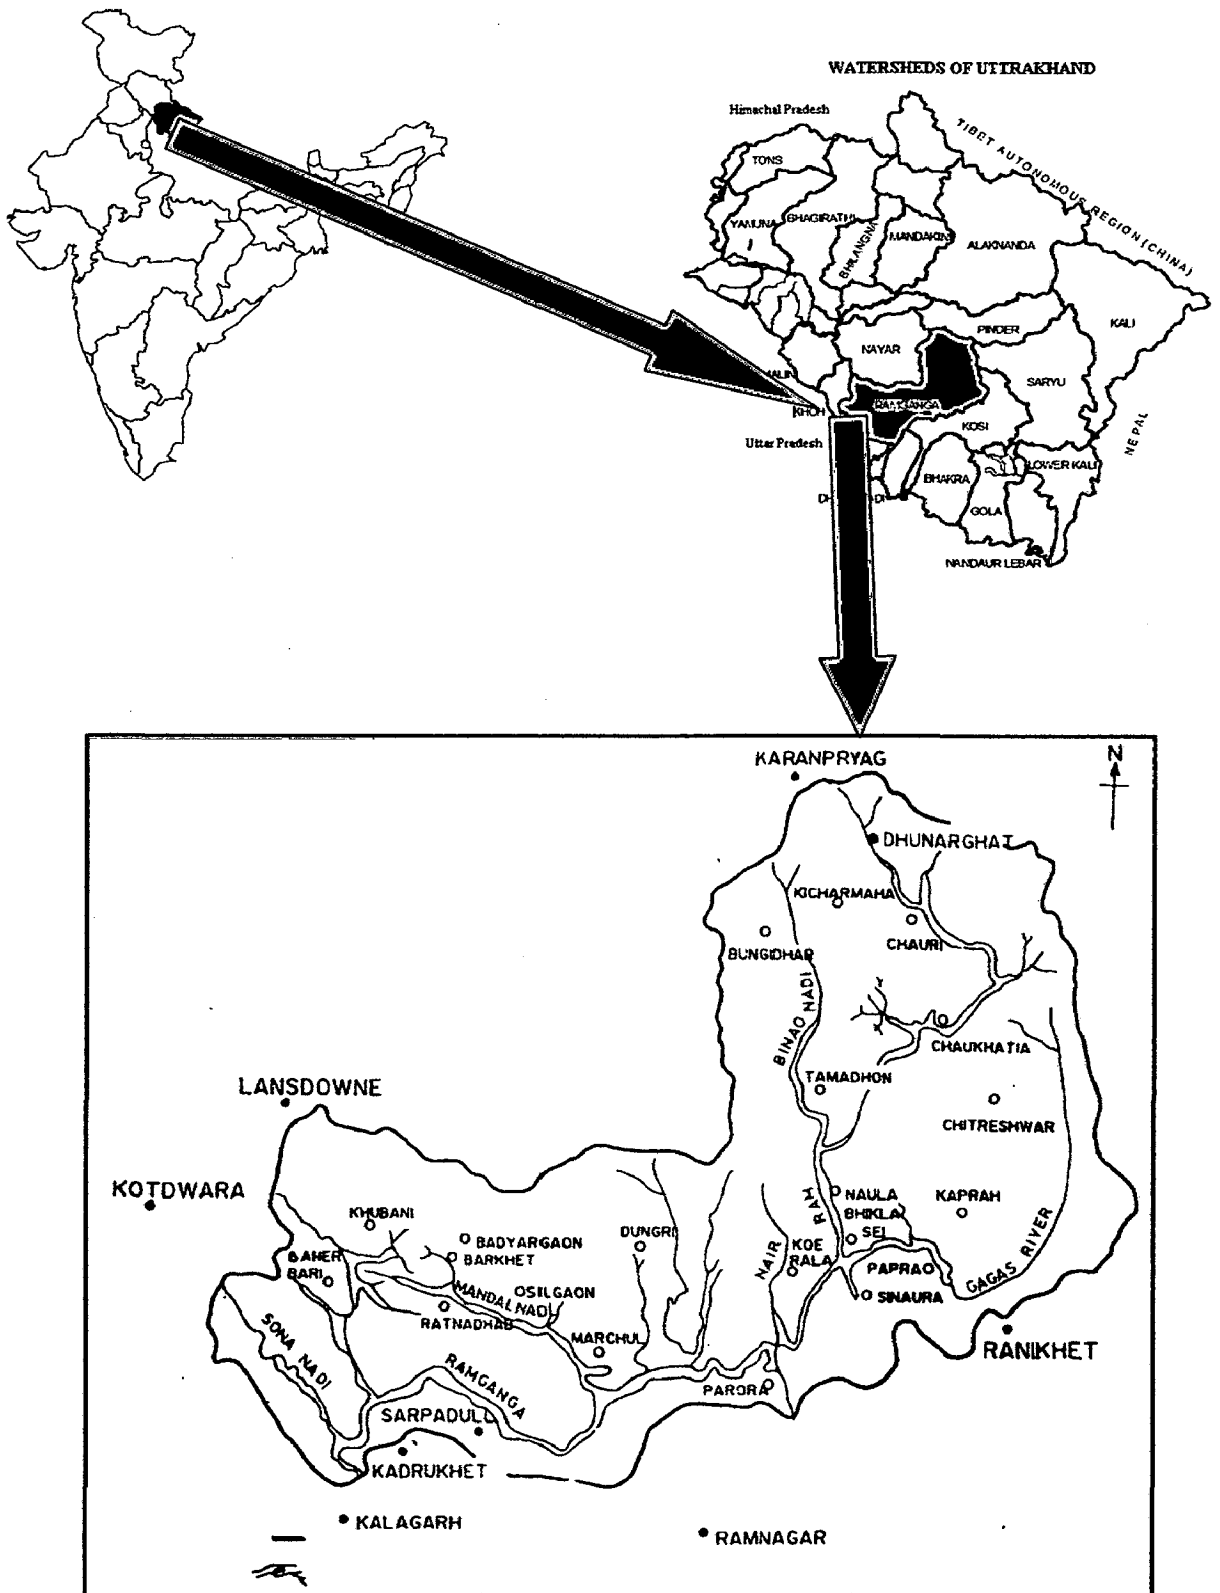 WATERSHEDS OF UTTRAKHAND
Himachal Pradesh
TIBET AUTONOMOUS REGION (CHINA)
TONS
YAMUNA
BHAGIRATHI
BHILANGNA
MANDAKINI
ALAKNANDA
PINDER
KALI
NAYAR
SARYU
RAMGANGA
KHOH
KOSI
Uttar Pradesh
NEPAL
BHAKRA
LOWER KALI
GOLA
NANDAUR LEBAR
KARANPRYAG
N
DHUNARGHAT
KICHARMAHA
CHAURI
BUNGIDHAR
BINAO NADI
CHAUKHATIA
TAMADHON
LANSDOWNE
CHITRESHWAR
KOTDWARA
KHUBANI
BADYARGAON
BARKHET
DUNGRI
NAIR
RAH
NAULA
BHIKLA
SEI
KAPRAH
KOE
RALA
BAHER
BARI
PAPRAO
GAGAS RIVER
SINAURA
MANDAL NADI
OSILGAON
RATNADHAB
MARCHUL
RANIKHET
SONA NADI
RAMGANGA
PARORA
SARPADULI
KADRUKHET
KALAGARH
RAMNAGAR